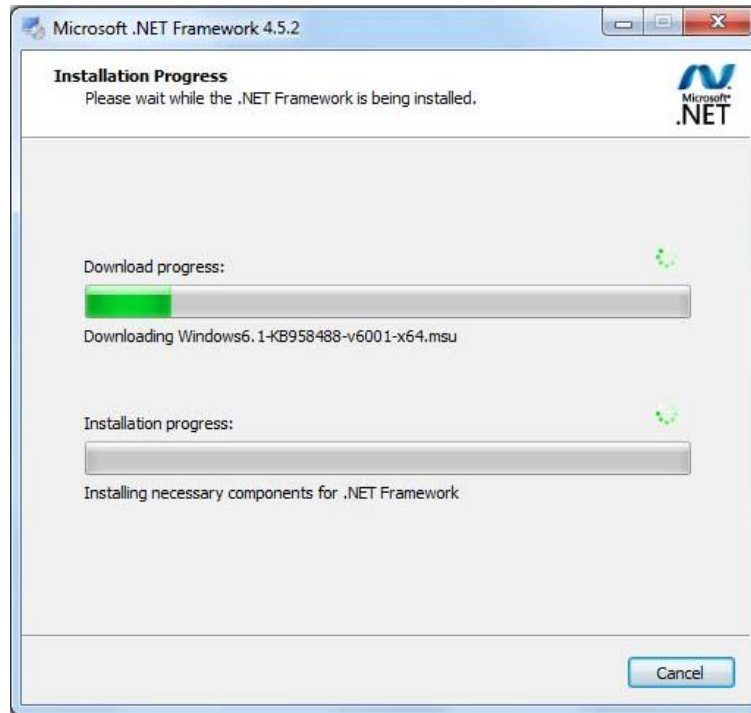 Microsoft .NET Framework 4.5.2
Installation Progress
Please wait while the .NET Framework is being installed.
Microsoft®
.NET
Download progress:
Downloading Windows6.1-KB958488-v6001-x64.msu
Installation progress:
Installing necessary components for .NET Framework
Cancel